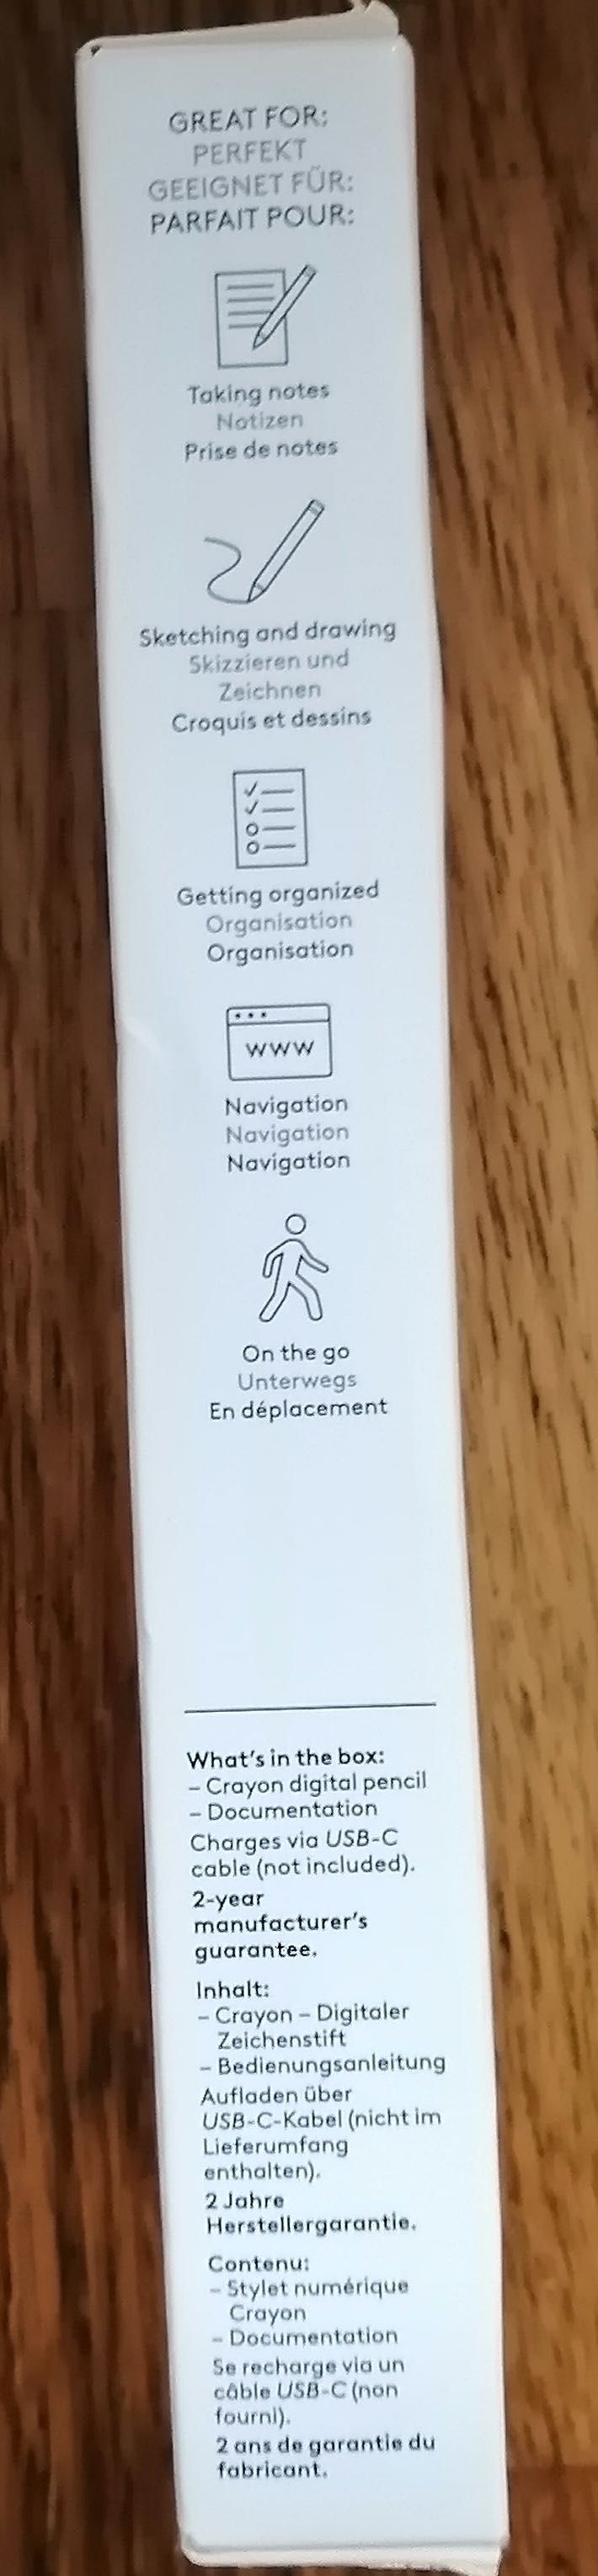 GREAT FOR:
PERFEKT
GEEIGNET FÜR:
PARFAIT POUR:
Taking notes
Notizen
Prise de notes
Sketching and drawing
Skizzieren und
Zeichnen
Croquis et dessins
Getting organized
Organisation
Organisation
www
Navigation
Navigation
Navigation
On the go
Unterwegs
En déplacement
What's in the box:
– Crayon digital pencil
– Documentation
Charges via USB-C
cable (not included).
2-year
manufacturer's
guarantee.
Inhalt:
– Crayon – Digitaler
Zeichenstift
– Bedienungsanleitung
Aufladen über
USB-C-Kabel (nicht im
Lieferumfang
enthalten).
2 Jahre
Herstellergarantie.
Contenu:
– Stylet numérique
Crayon
– Documentation
Se recharge via un
câble USB-C (non
fourni).
2 ans de garantie du
fabricant.